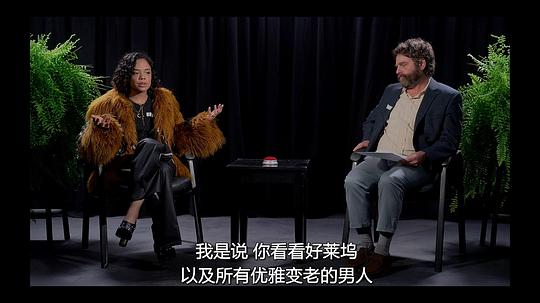 我是说 你看看好莱坞
以及所有优雅变老的男人